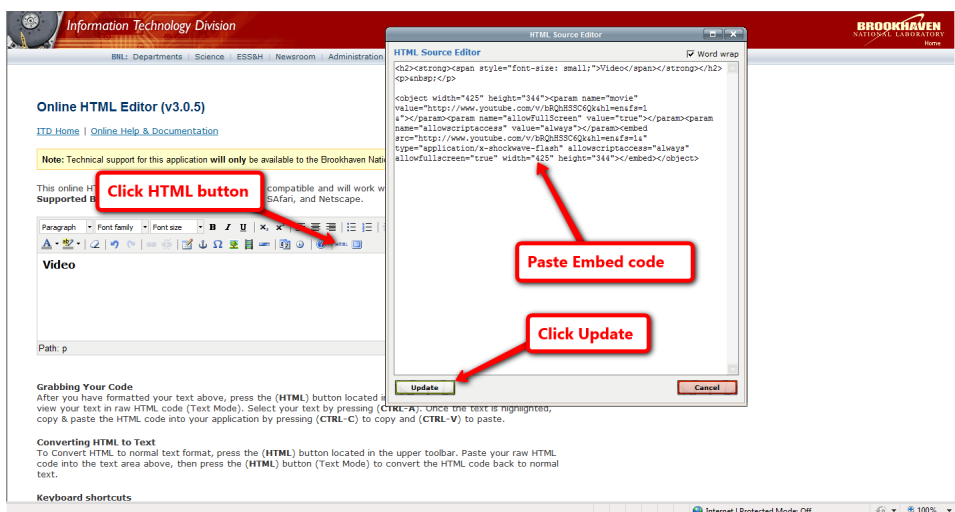 Information Technology Division
BROOKHAVEN
NATIONAL LABORATORY
Home
BNL: Departments | Science | ESS&H | Newsroom | Administration
Online HTML Editor (v3.0.5)
ITD Home | Online Help & Documentation
Note: Technical support for this application will only be available to the Brookhaven Nati
This online HT
compatible and will work w
Supported B
SAfari, and Netscape.
Click HTML button
Paragraph Font family Font size B I U
HTML
Video
Path: p
Grabbing Your Code
After you have formatted your text above, press the (HTML) button located i
view your text in raw HTML code (Text Mode). Select your text by pressing (CTRL-A). Once the text is highlighted,
copy & paste the HTML code into your application by pressing (CTRL-C) to copy and (CTRL-V) to paste.
Converting HTML to Text
To Convert HTML to normal text format, press the (HTML) button located in the upper toolbar. Paste your raw HTML
code into the text area above, then press the (HTML) button (Text Mode) to convert the HTML code back to normal
text.
Keyboard shortcuts
HTML Source Editor
HTML Source Editor
Word wrap
<h2><strong><span style="font-size: small;">Video</span></strong></h2>
<p>&nbsp;</p>
<object width="425" height="344"><param name="movie"
value="http://www.youtube.com/v/bRQhHSSC6Qk&hl=en&fs=1
&"></param><param name="allowFullScreen" value="true"></param><param
name="allowscriptaccess" value="always"></param><embed
src="http://www.youtube.com/v/bRQhHSSC6Qk&hl=en&fs=1&"
type="application/x-shockwave-flash" allowscriptaccess="always"
allowfullscreen="true" width="425" height="344"></embed></object>
Paste Embed code
Click Update
Update
Cancel
Internet | Protected Mode: Off
100%